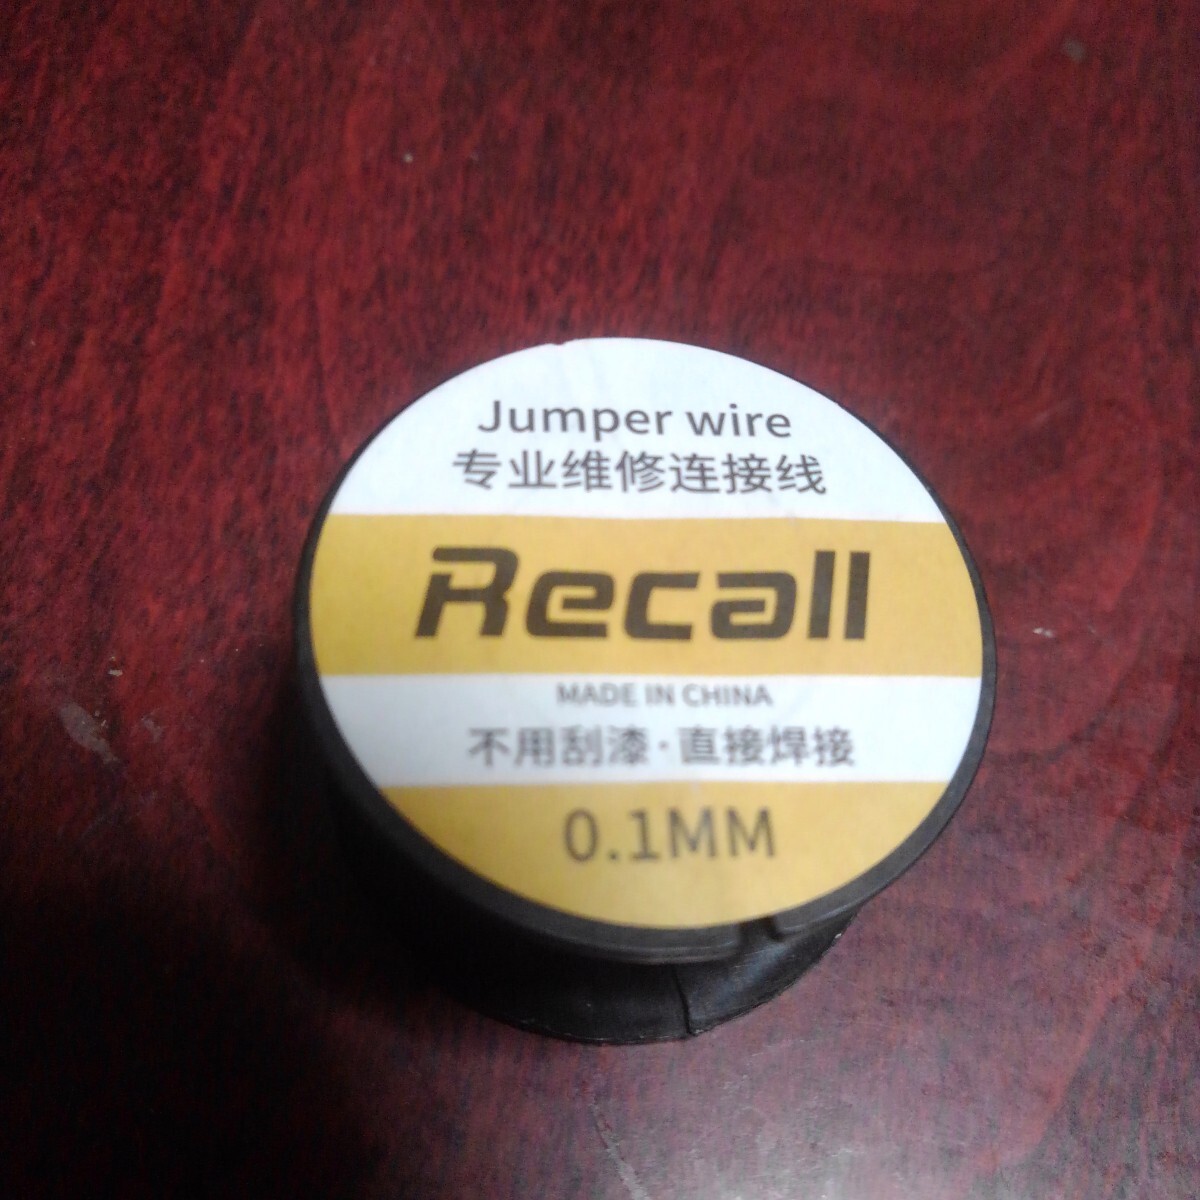 Jumper wire
专业维修连接线
Recall
MADE IN CHINA
不用刮漆·直接焊接
0.1MM